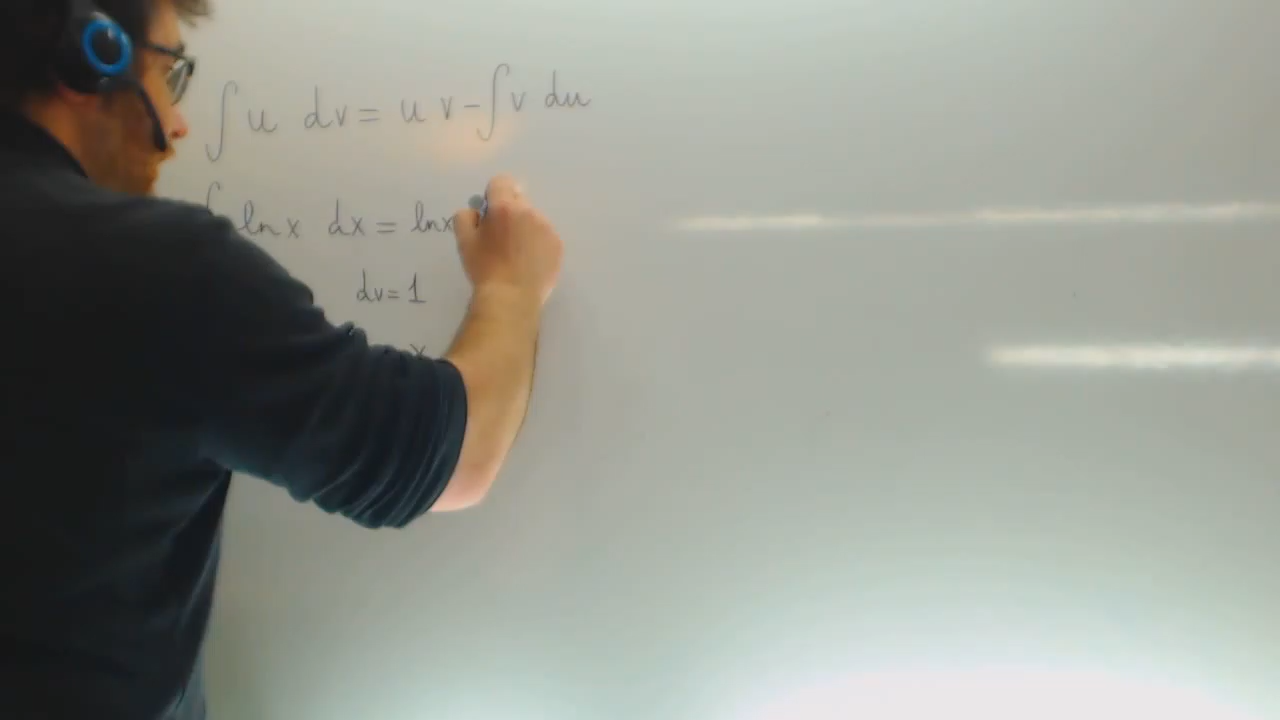 ∫ u dv = u v - ∫ v du
∫ ln x dx = ln x
dv = 1
x